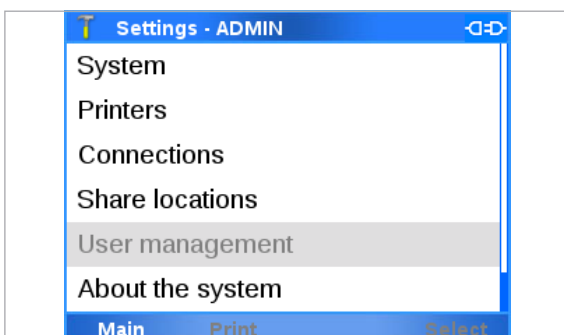 Settings - ADMIN
System
Printers
Connections
Share locations
User management
About the system
Main Print Select